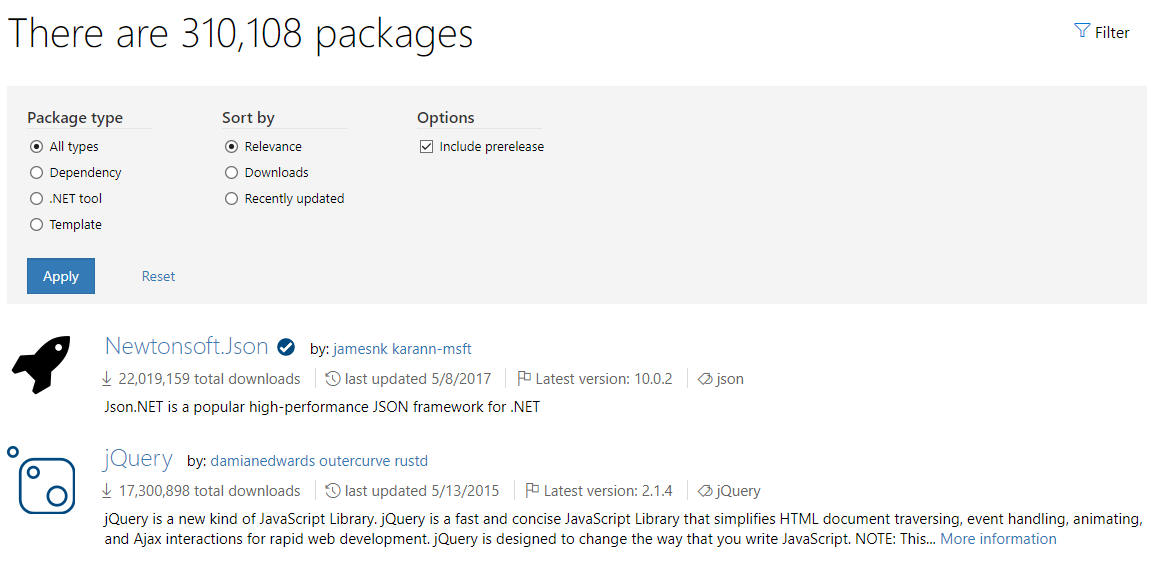 There are 310,108 packages
Filter
Package type
Sort by
Options
All types
Relevance
Include prerelease
Dependency
Downloads
.NET tool
Recently updated
Template
Apply
Reset
Newtonsoft.Json by: jamesnk karann-msft
22,019,159 total downloads last updated 5/8/2017 Latest version: 10.0.2 json
Json.NET is a popular high-performance JSON framework for .NET
jQuery by: damianedwards outercurve rustd
17,300,898 total downloads last updated 5/13/2015 Latest version: 2.1.4 jQuery
jQuery is a new kind of JavaScript Library. jQuery is a fast and concise JavaScript Library that simplifies HTML document traversing, event handling, animating,
and Ajax interactions for rapid web development. jQuery is designed to change the way that you write JavaScript. NOTE: This... More information